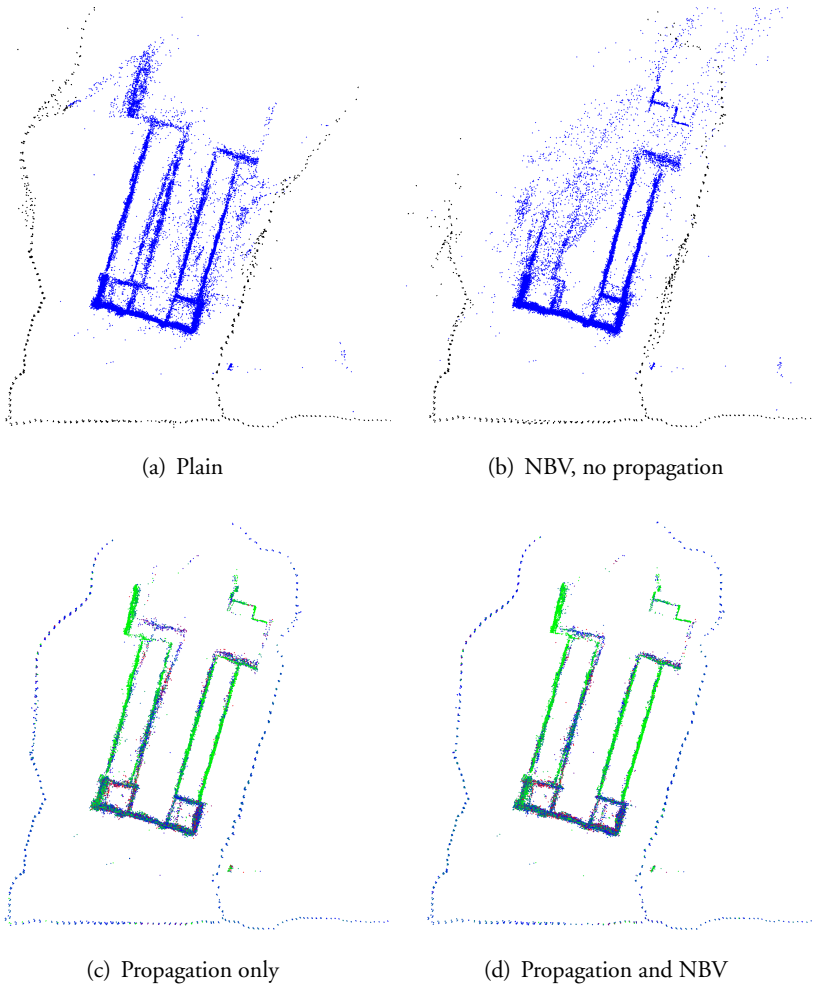 (a) Plain
(b) NBV, no propagation
(c) Propagation only
(d) Propagation and NBV